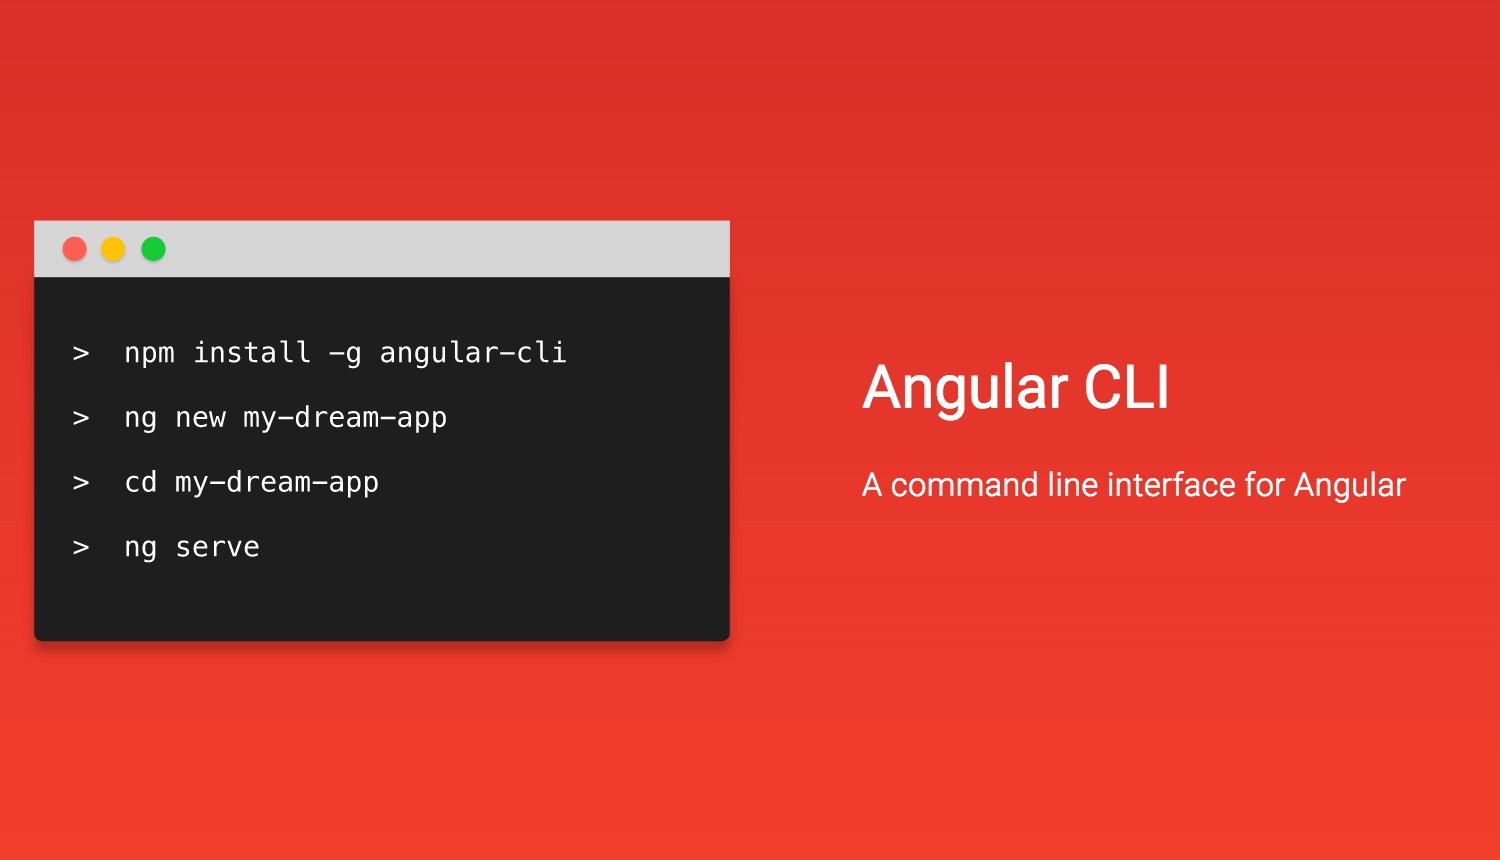 > npm install -g angular-cli
> ng new my-dream-app
> cd my-dream-app
> ng serve
Angular CLI
A command line interface for Angular